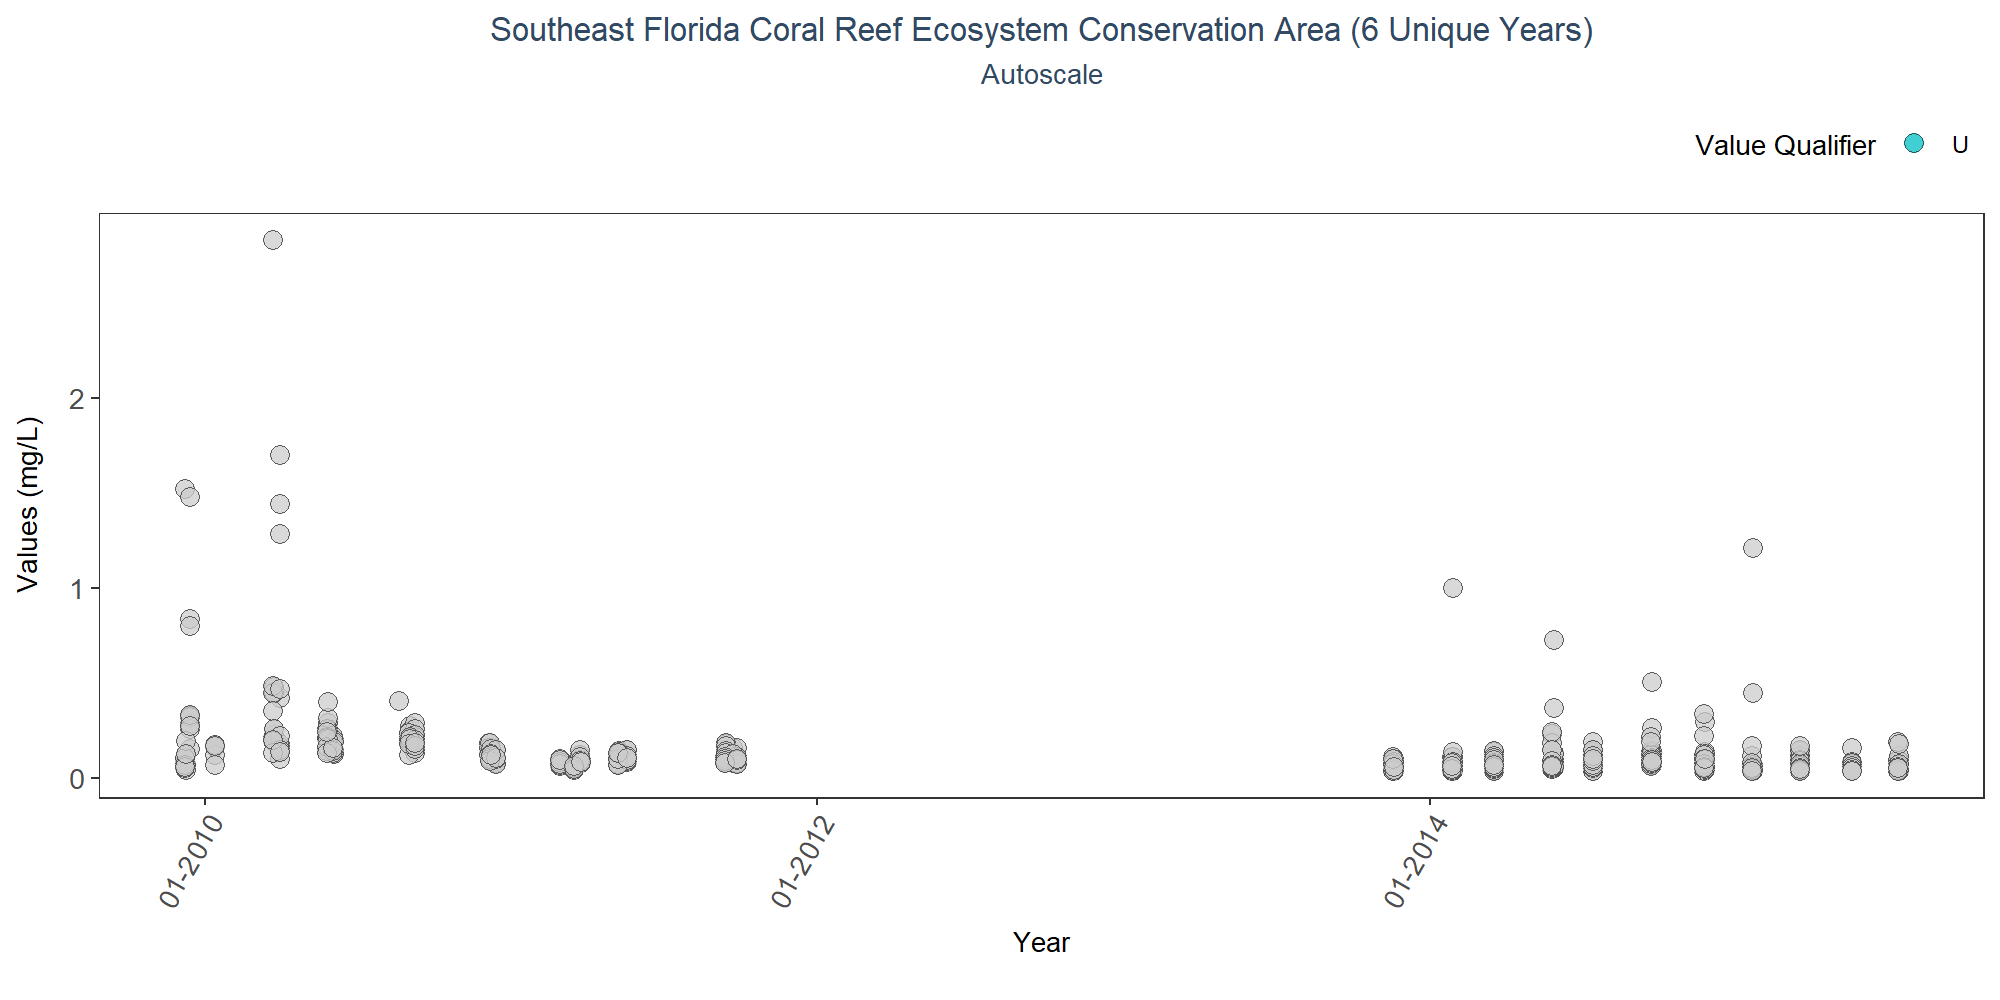 Southeast Florida Coral Reef Ecosystem Conservation Area (6 Unique Years)
Autoscale
Value Qualifier U
Values (mg/L)
2
1
0
01-2010
01-2012
01-2014
Year